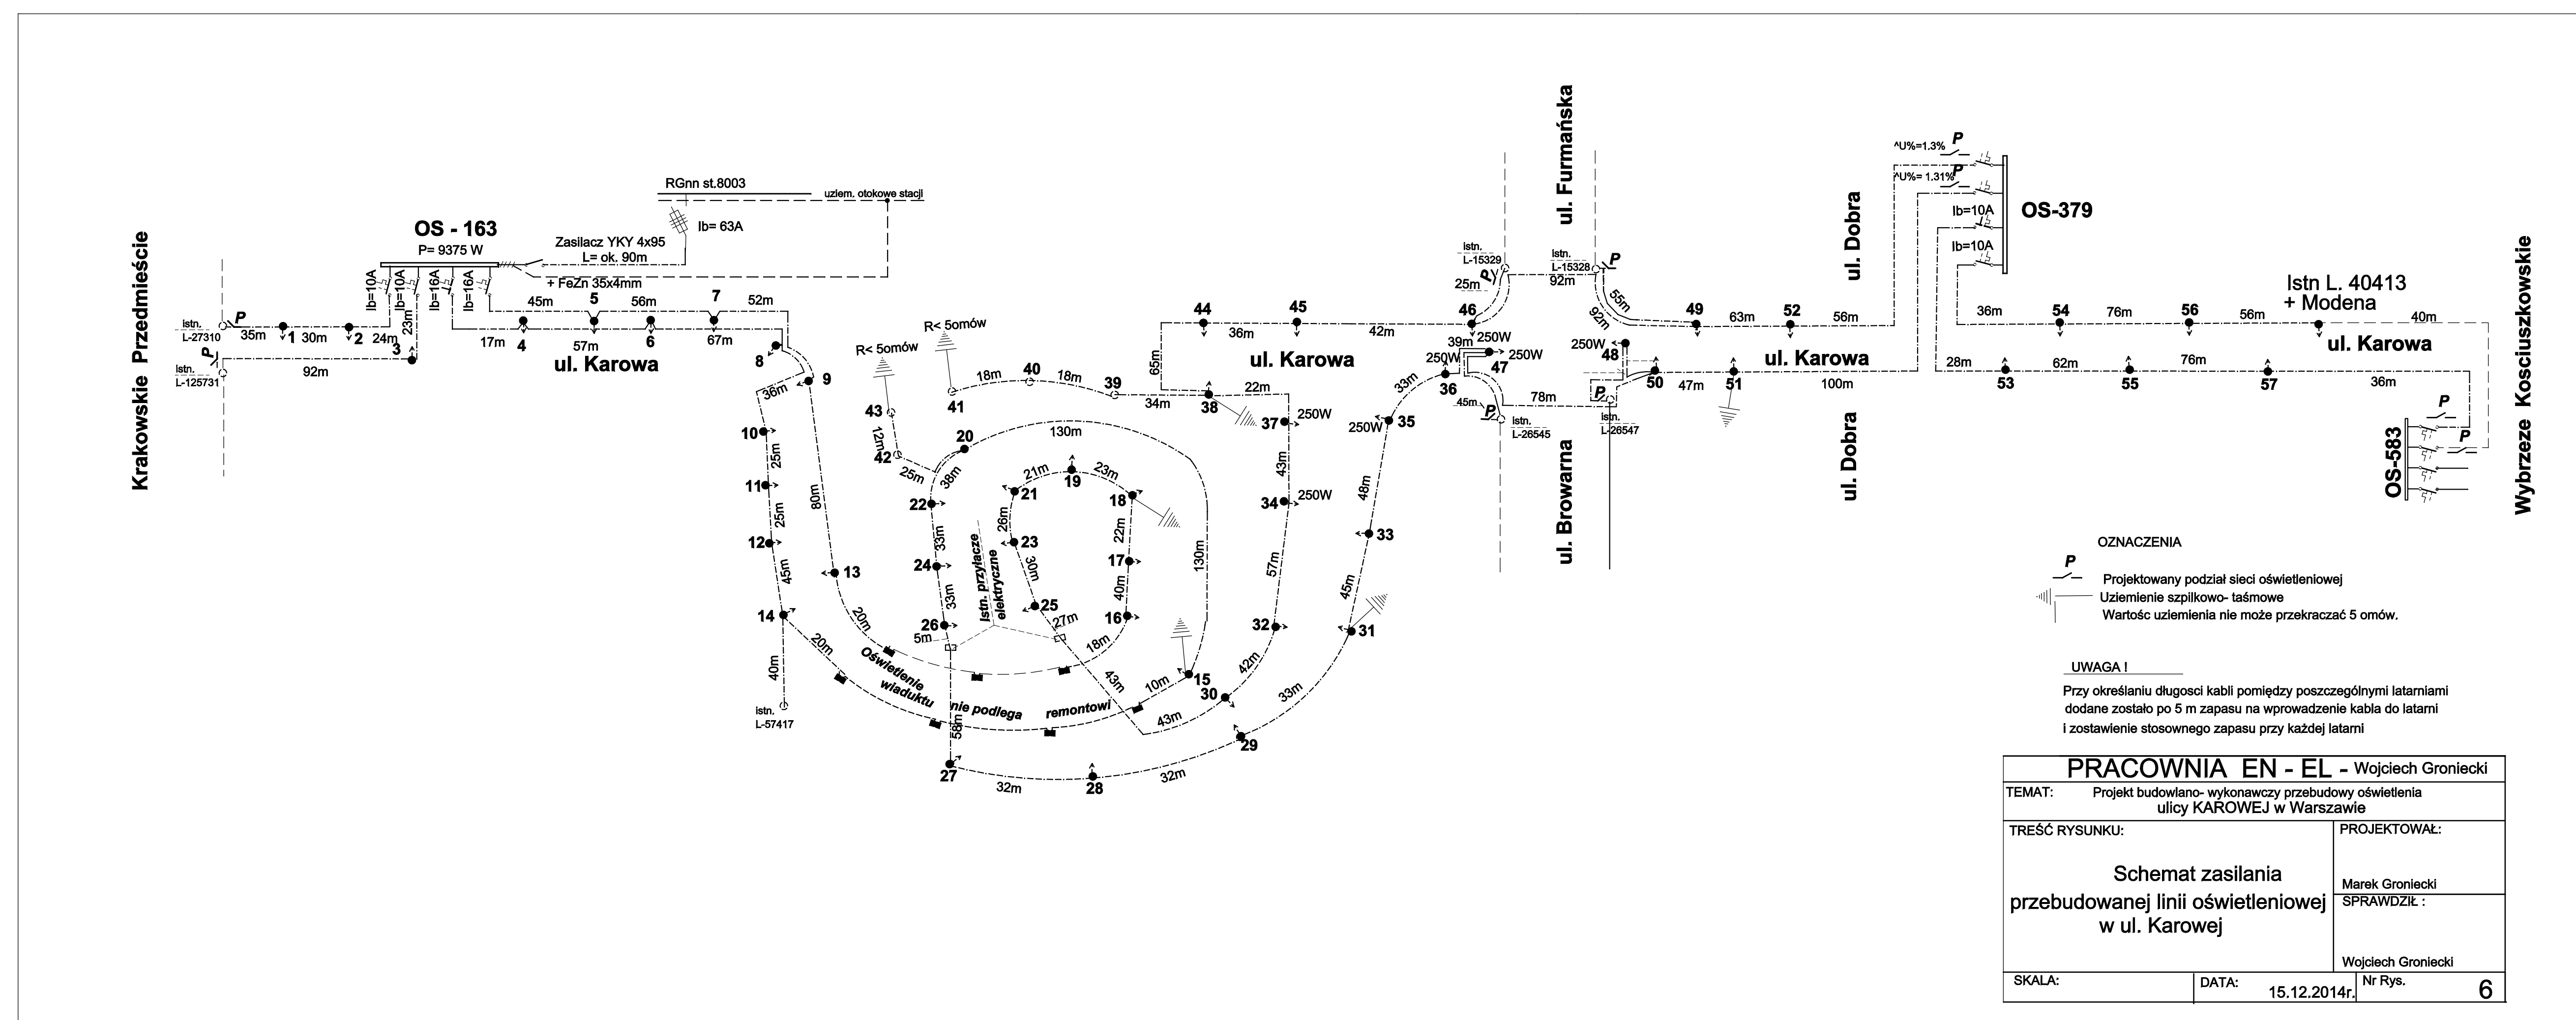 Krakowskie Przedmieście
OS - 163
P= 9375 W
Ib=10A
Ib=10A
Ib=16A
Ib=16A
Zasilacz YKY 4x95
L= ok. 90m
+ FeZn 35x4mm
RGnn st.8003
uziem. otokowe stacji
Ib= 63A
istn.
L-27310
P
35m
1
30m
2
24m
23m
3
P
istn.
L-125731
92m
45m
5
56m
7
52m
17m
4
57m
6
67m
ul. Karowa
8
9
36m
10
25m
11
25m
12
45m
80m
13
14
20m
20m
40m
istn.
L-57417
R< 5omów
R< 5omów
43
12m
42
25m
41
18m
40
18m
39
34m
38
22m
20
38m
130m
22
33m
24
33m
26
5m
58m
27
21m
19
23m
21
18
26m
23
22m
30m
17
40m
25
27m
16
18m
130m
15
10m
43m
43m
Istn. przyłacze
elektryczne
Oświetlenie
wiaduktu
nie podlega
remontowi
32m
28
32m
29
33m
30
42m
32
57m
34
250W
43m
37
250W
31
45m
33
48m
35
250W
33m
36
250W
65m
44
36m
45
42m
46
ul. Karowa
39m
250W
47
250W
istn.
L-15329
P
25m
istn.
L-15328
P
92m
55m
92m
ul. Furmańska
ul. Browarna
45m
P
istn.
L-26545
78m
P
istn.
L-26547
250W
48
50
49
63m
52
56m
47m
51
100m
ul. Karowa
ul. Dobra
ul. Dobra
^U%=1.3%
P
^U%= 1.31%
P
Ib=10A
Ib=10A
OS-379
36m
54
76m
56
56m
Istn L. 40413
+ Modena
40m
ul. Karowa
28m
53
62m
55
76m
57
36m
P
P
OS-583
Wybrzeze Kosciuszkowskie
OZNACZENIA
P
Projektowany podział sieci oświetleniowej
Uziemienie szpilkowo- taśmowe
Wartośc uziemienia nie może przekraczać 5 omów.
UWAGA !
Przy określaniu długosci kabli pomiędzy poszczególnymi latarniami
dodane zostało po 5 m zapasu na wprowadzenie kabla do latarni
i zostawienie stosownego zapasu przy każdej latarni
PRACOWNIA EN - EL - Wojciech Groniecki
TEMAT: Projekt budowlano- wykonawczy przebudowy oświetlenia
ulicy KAROWEJ w Warszawie
TREŚĆ RYSUNKU:
Schemat zasilania
przebudowanej linii oświetleniowej
w ul. Karowej
PROJEKTOWAŁ:
Marek Groniecki
SPRAWDZIŁ :
Wojciech Groniecki
SKALA:
DATA: 15.12.2014r.
Nr Rys. 6